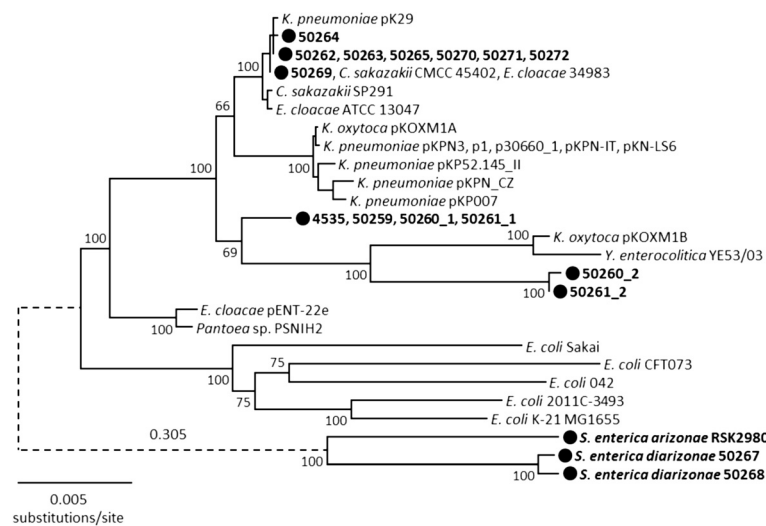 K. pneumoniae pK29
50264
50262, 50263, 50265, 50270, 50271, 50272
50269, C. sakazakii CMCC 45402, E. cloacae 34983
100
C. sakazakii SP291
E. cloacae ATCC 13047
66
K. oxytoca pKOXM1A
K. pneumoniae pKPN3, p1, p30660_1, pKPN-IT, pKN-LS6
100
K. pneumoniae pKP52.145_II
100
K. pneumoniae pKPN_CZ
K. pneumoniae pKP007
4535, 50259, 50260_1, 50261_1
100
K. oxytoca pKOXM1B
100
69
Y. enterocolitica YE53/03
100
50260_2
100
50261_2
E. cloacae pENT-22e
100
Pantoea sp. PSNIH2
E. coli Sakai
75
E. coli CFT073
100
E. coli 042
75
E. coli 2011C-3493
100
E. coli K-21 MG1655
0.305
S. enterica arizonae RSK2980
100
S. enterica diarizonae 50267
100
S. enterica diarizonae 50268
0.005
substitutions/site